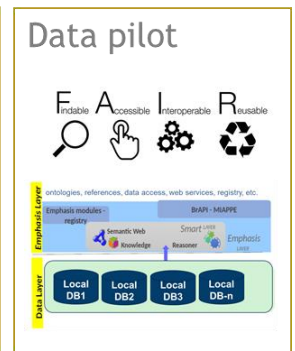 Data pilot
Findable Accessible Interoperable Reusable
ontologies, references, data access, web services, registry, etc.
Emphasis modules -
registry
BrAPI - MIAPPE
Semantic Web
Knowledge
Smart
Reasoner
Emphasis
LAYER
Emphasis Layer
Data Layer
Local
DB1
Local
DB2
Local
DB3
Local
DB-n